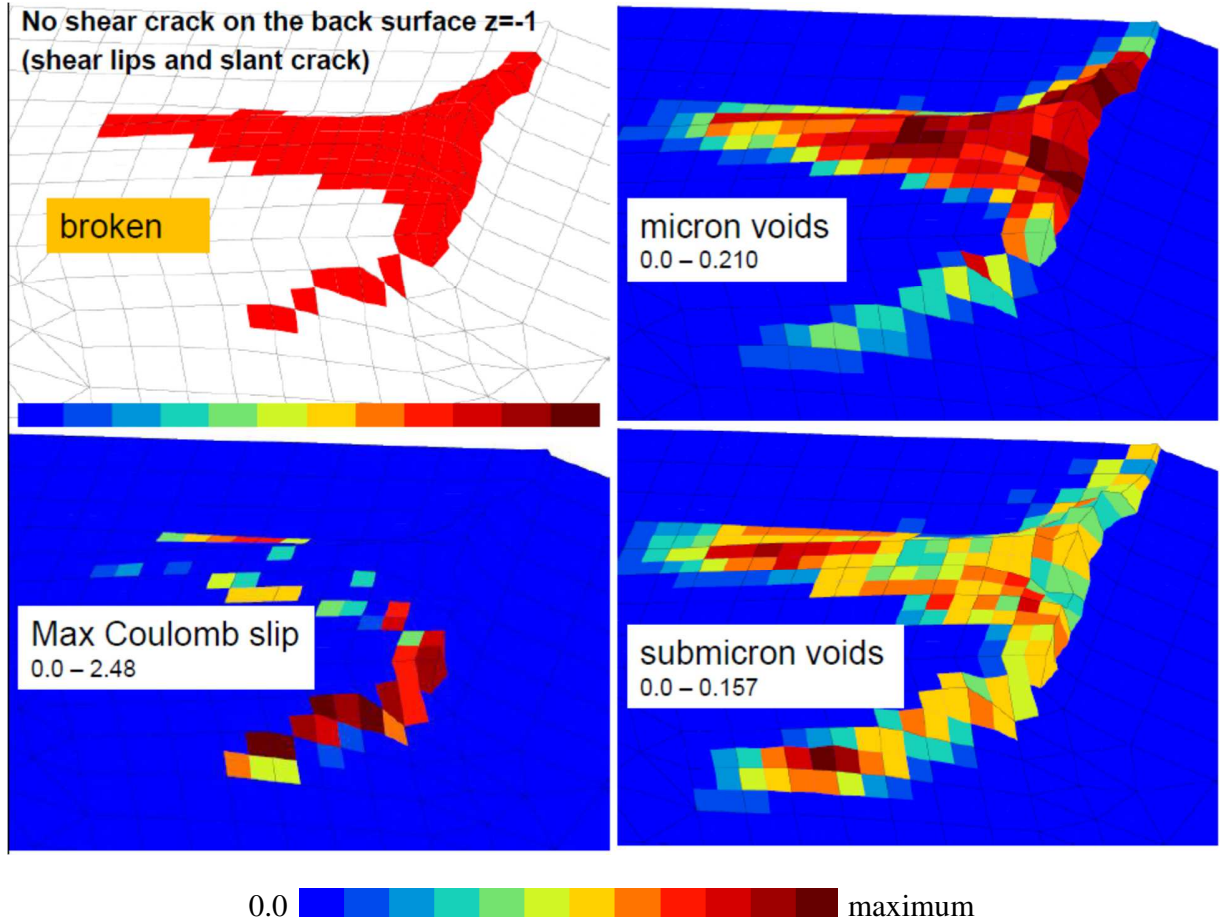 No shear crack on the back surface z=-1
(shear lips and slant crack)
broken
micron voids
0.0 – 0.210
Max Coulomb slip
0.0 – 2.48
submicron voids
0.0 – 0.157
0.0 maximum